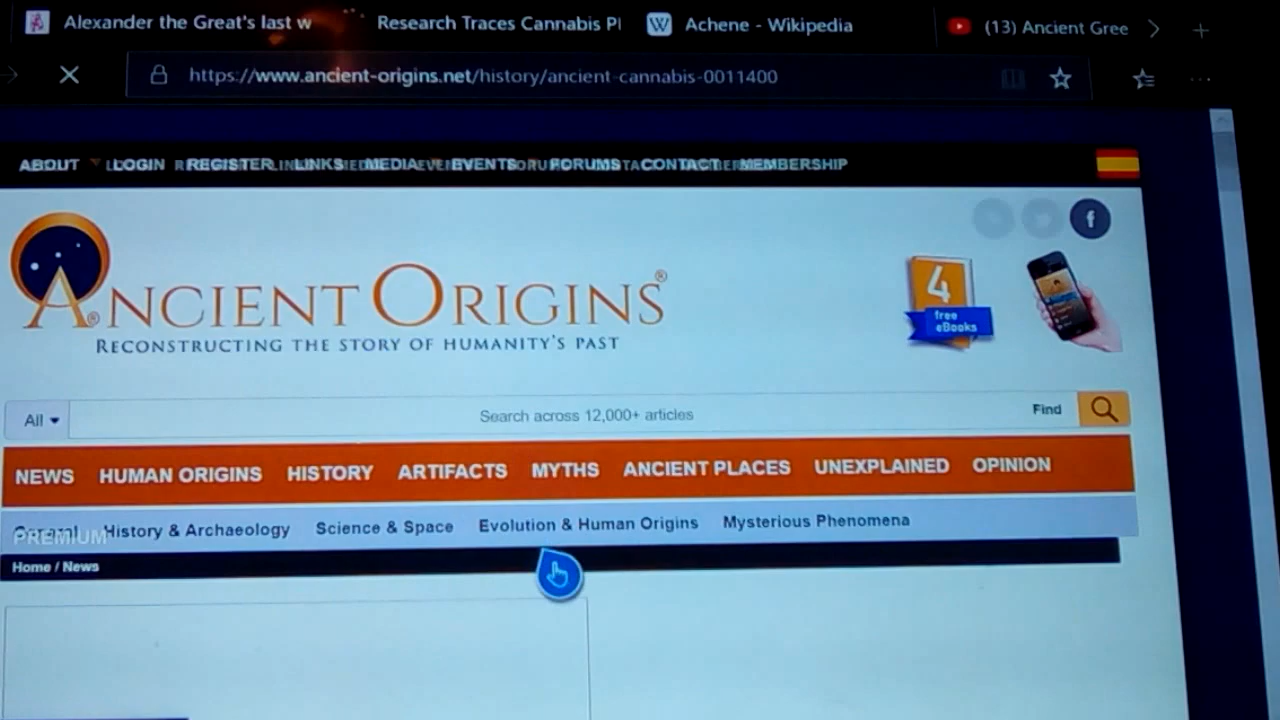 Alexander the Great's last w
Research Traces Cannabis Pl
W Achene - Wikipedia
(13) Ancient Gree
https://www.ancient-origins.net/history/ancient-cannabis-0011400
ABOUT LOGIN REGISTER LINKS MEDIA EVENTS FORUMS CONTACT MEMBERSHIP
f
ANCIENT ORIGINS®
RECONSTRUCTING THE STORY OF HUMANITY'S PAST
4
free
eBooks
All Search across 12,000+ articles Find
NEWS HUMAN ORIGINS HISTORY ARTIFACTS MYTHS ANCIENT PLACES UNEXPLAINED OPINION
General History & Archaeology Science & Space Evolution & Human Origins Mysterious Phenomena
PREMIUM
Home / News